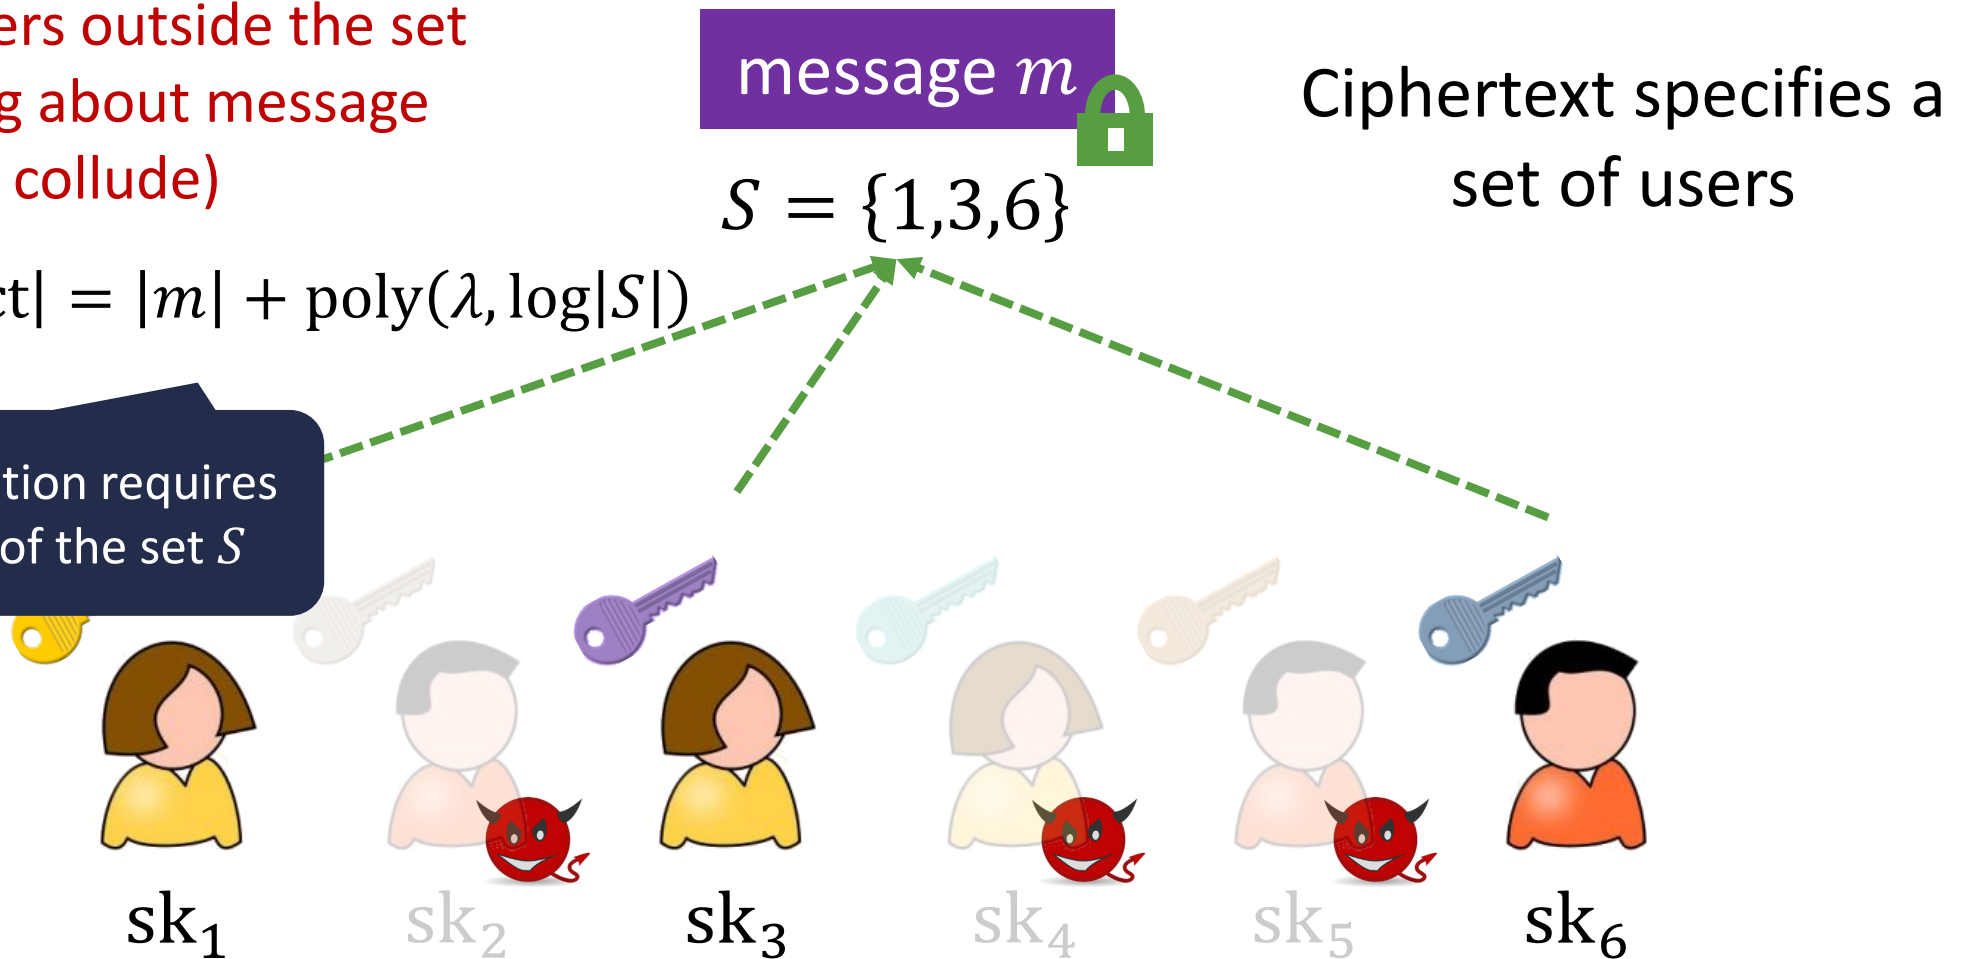 ers outside the set
g about message
collude)
message m
S = {1,3,6}
Ciphertext specifies a
set of users
ct| = |m| + poly(λ, log|S|)
tion requires
of the set S
sk₁ sk₂ sk₃ sk₄ sk₅ sk₆